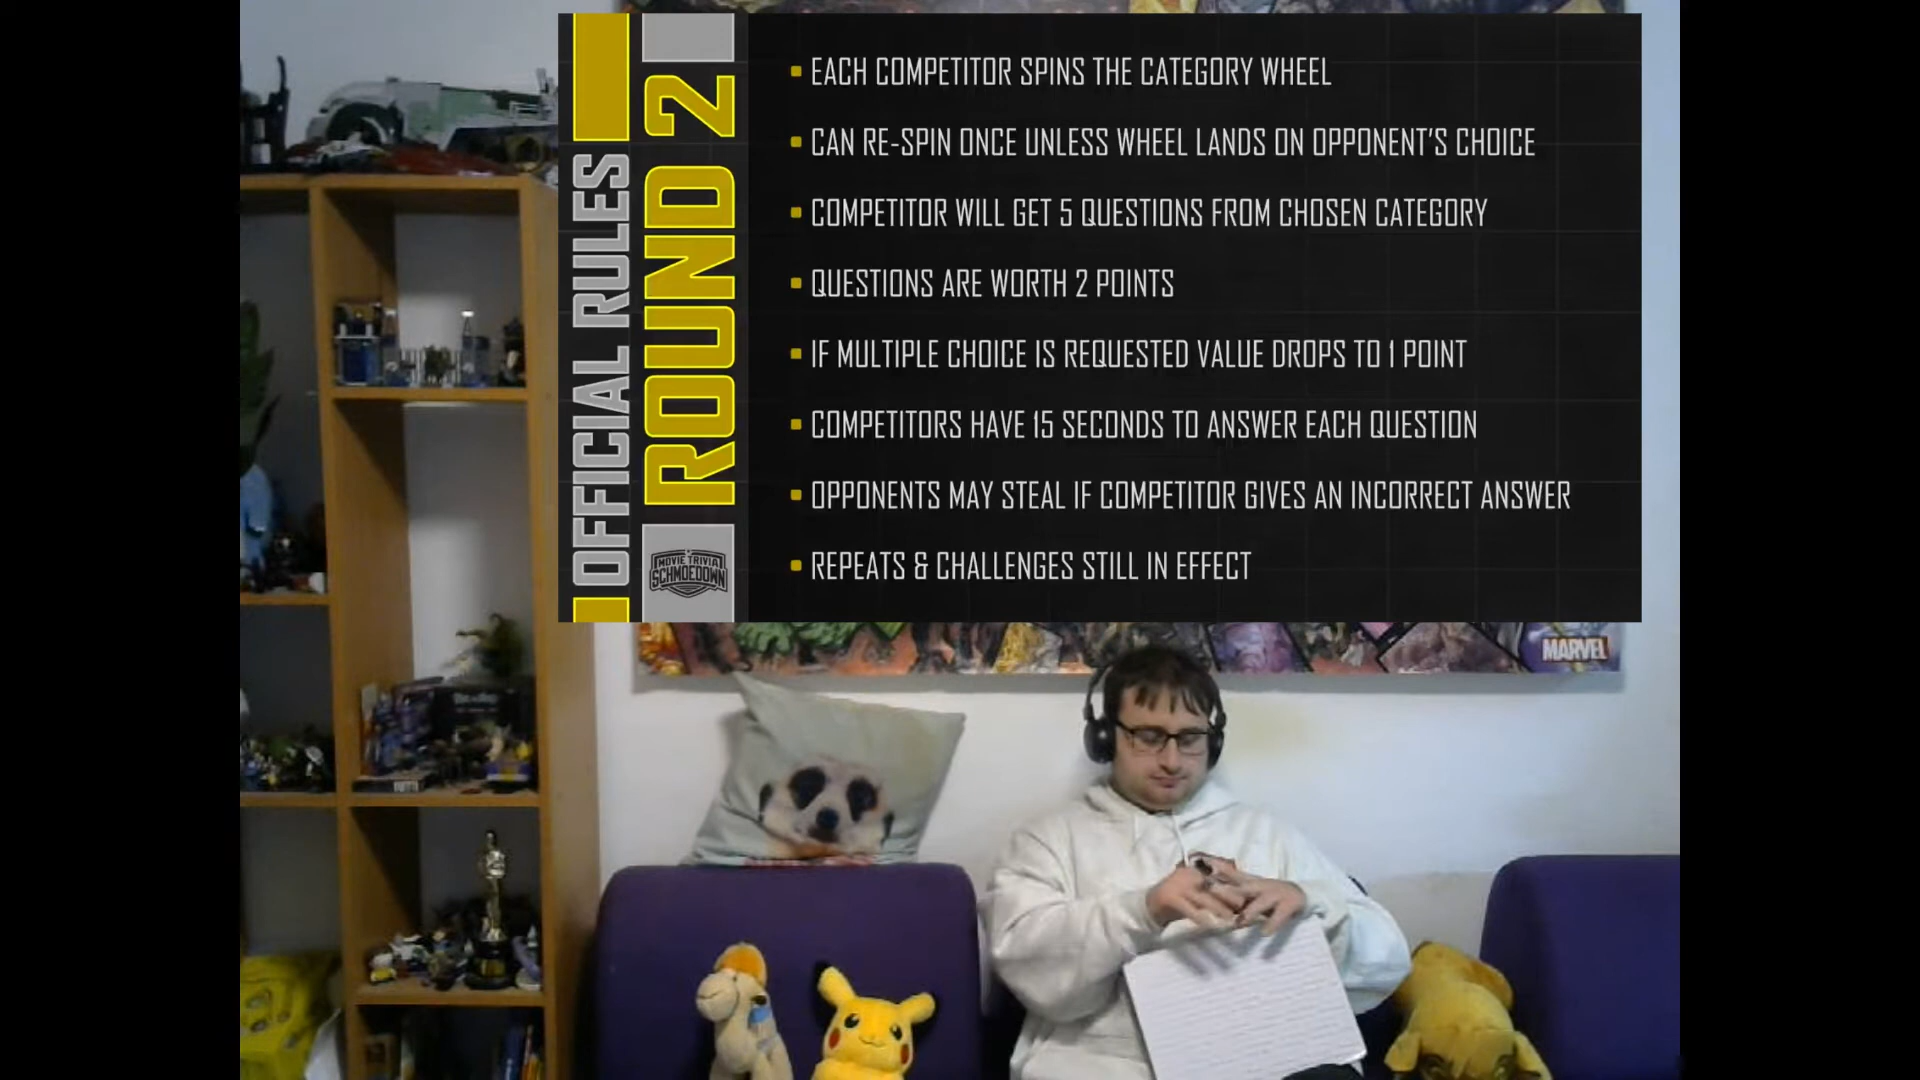 OFFICIAL RULES
ROUND 2
MOVIE TRIVIA
SCHMOEDOWN
EACH COMPETITOR SPINS THE CATEGORY WHEEL
CAN RE-SPIN ONCE UNLESS WHEEL LANDS ON OPPONENT'S CHOICE
COMPETITOR WILL GET 5 QUESTIONS FROM CHOSEN CATEGORY
QUESTIONS ARE WORTH 2 POINTS
IF MULTIPLE CHOICE IS REQUESTED VALUE DROPS TO 1 POINT
COMPETITORS HAVE 15 SECONDS TO ANSWER EACH QUESTION
OPPONENTS MAY STEAL IF COMPETITOR GIVES AN INCORRECT ANSWER
REPEATS & CHALLENGES STILL IN EFFECT
MARVEL